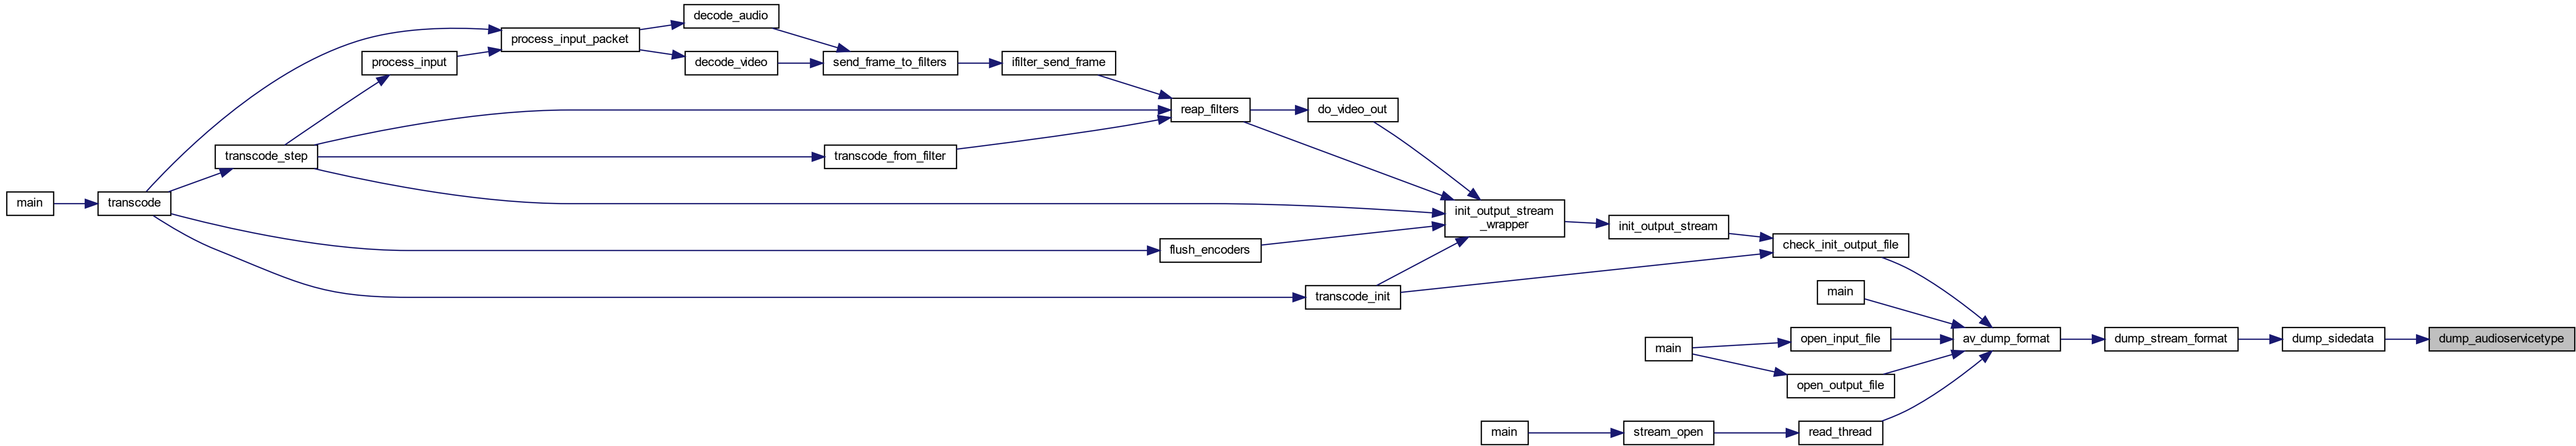 decode_audio
process_input_packet
process_input
decode_video
send_frame_to_filters
ifilter_send_frame
reap_filters
do_video_out
transcode_step
transcode_from_filter
main
transcode
init_output_stream
_wrapper
init_output_stream
flush_encoders
check_init_output_file
transcode_init
main
main
open_input_file
av_dump_format
dump_stream_format
dump_sidedata
dump_audioservicetype
open_output_file
main
stream_open
read_thread